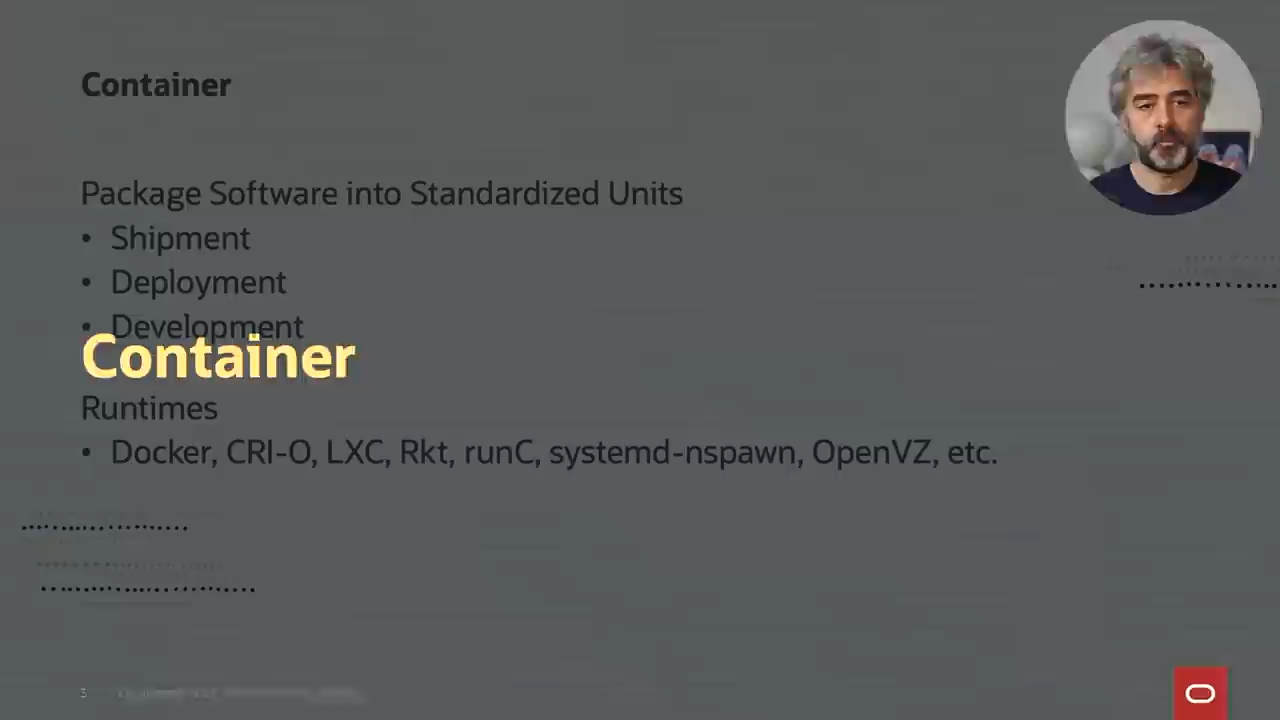 Container
Package Software into Standardized Units
• Shipment
• Deployment
• Development
Container
Runtimes
• Docker, CRI-O, LXC, Rkt, runC, systemd-nspawn, OpenVZ, etc.
3